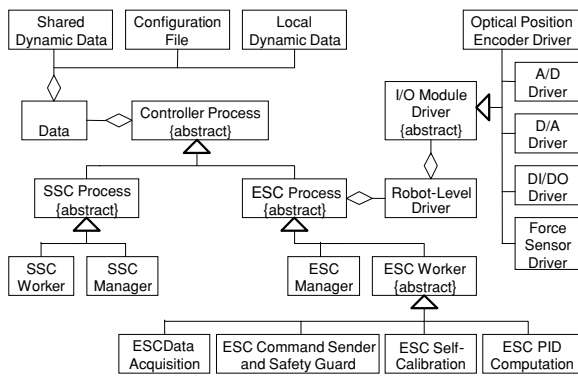 Shared
Dynamic Data
Configuration
File
Local
Dynamic Data
Optical Position
Encoder Driver
Data
Controller Process
{abstract}
I/O Module
Driver
{abstract}
A/D
Driver
D/A
Driver
SSC Process
{abstract}
ESC Process
{abstract}
Robot-Level
Driver
DI/DO
Driver
Force
Sensor
Driver
SSC
Worker
SSC
Manager
ESC
Manager
ESC Worker
{abstract}
ESCData
Acquisition
ESC Command Sender
and Safety Guard
ESC Self-
Calibration
ESC PID
Computation